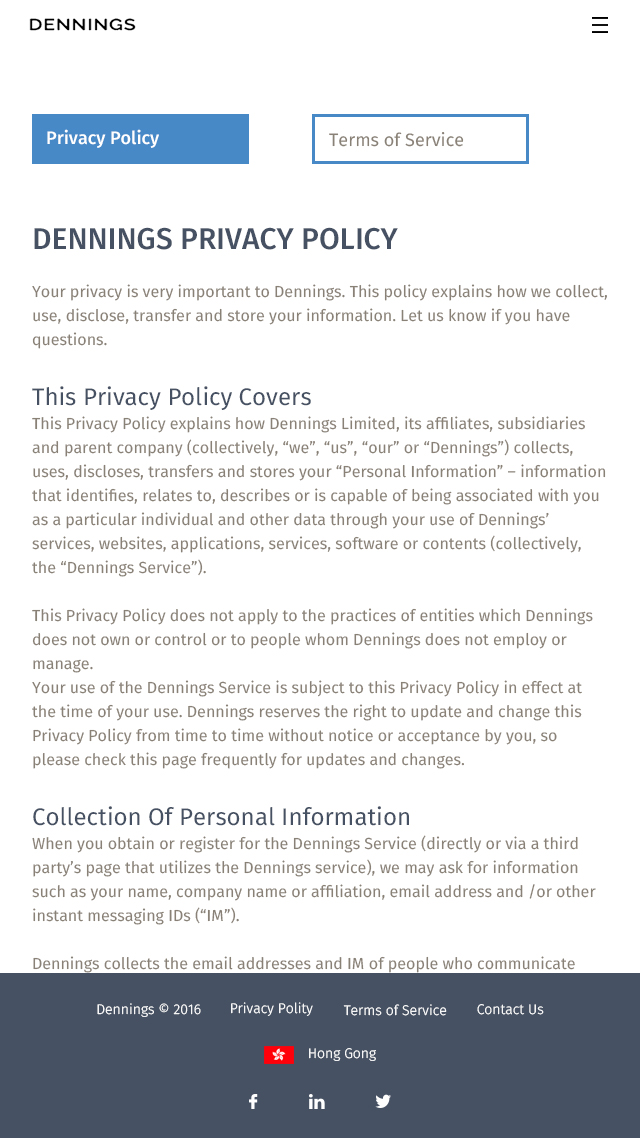 DENNINGS
Privacy Policy
Terms of Service
DENNINGS PRIVACY POLICY
Your privacy is very important to Dennings. This policy explains how we collect,
use, disclose, transfer and store your information. Let us know if you have
questions.
This Privacy Policy Covers
This Privacy Policy explains how Dennings Limited, its affiliates, subsidiaries
and parent company (collectively, “we”, “us”, “our” or “Dennings”) collects,
uses, discloses, transfers and stores your “Personal Information” – information
that identifies, relates to, describes or is capable of being associated with you
as a particular individual and other data through your use of Dennings’
services, websites, applications, services, software or contents (collectively,
the “Dennings Service”).
This Privacy Policy does not apply to the practices of entities which Dennings
does not own or control or to people whom Dennings does not employ or
manage.
Your use of the Dennings Service is subject to this Privacy Policy in effect at
the time of your use. Dennings reserves the right to update and change this
Privacy Policy from time to time without notice or acceptance by you, so
please check this page frequently for updates and changes.
Collection Of Personal Information
When you obtain or register for the Dennings Service (directly or via a third
party’s page that utilizes the Dennings service), we may ask for information
such as your name, company name or affiliation, email address and /or other
instant messaging IDs (“IM”).
Dennings collects the email addresses and IM of people who communicate
Dennings © 2016
Privacy Polity
Terms of Service
Contact Us
Hong Gong